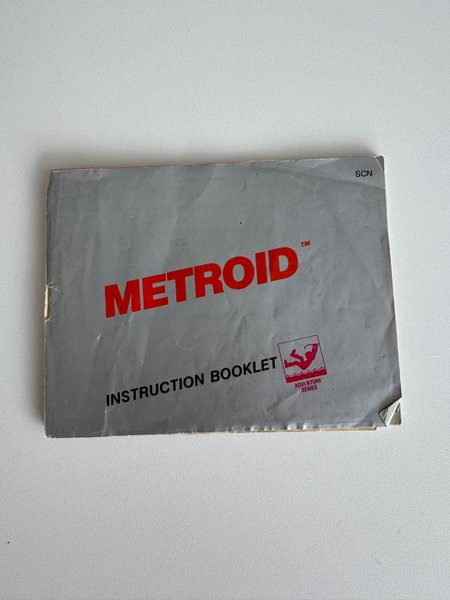 SCN
METROID™
INSTRUCTION BOOKLET
ADVENTURE
SERIES